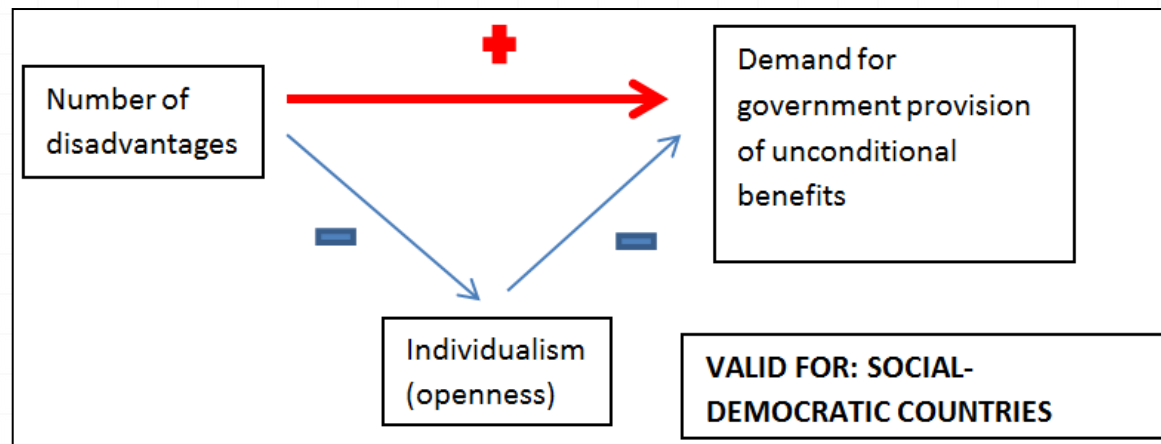 Number of
disadvantages
Demand for
government provision
of unconditional
benefits
Individualism
(openness)
VALID FOR: SOCIAL-
DEMOCRATIC COUNTRIES